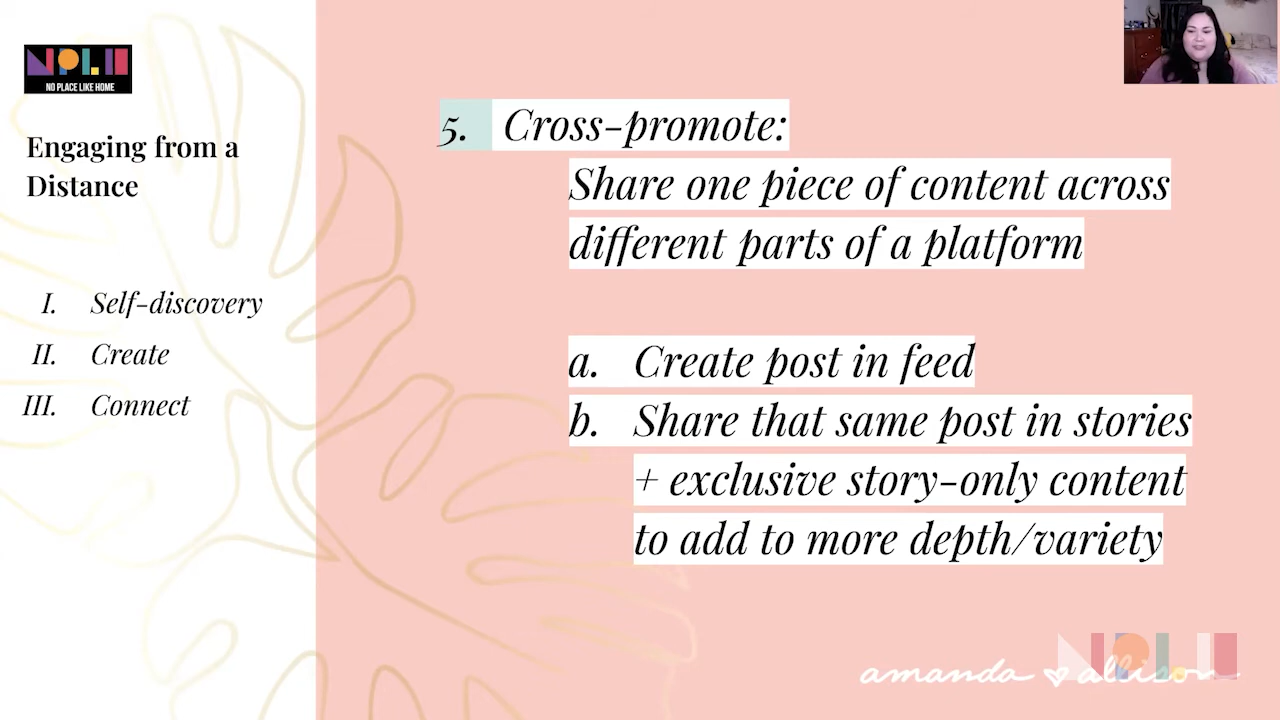 NPLH
NO PLACE LIKE HOME
Engaging from a
Distance
I. Self-discovery
II. Create
III. Connect
5. Cross-promote:
Share one piece of content across
different parts of a platform
a. Create post in feed
b. Share that same post in stories
+ exclusive story-only content
to add to more depth/variety
NPLH
amanda allison